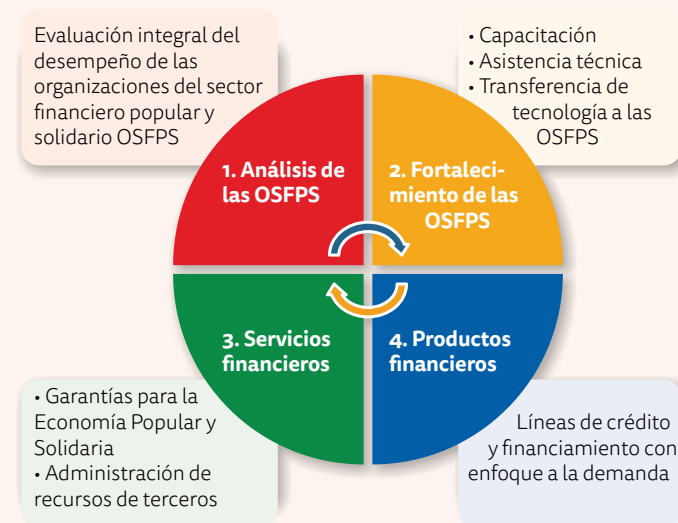 Evaluación integral del
desempeño de las
organizaciones del sector
financiero popular y
solidario OSFPS
• Capacitación
• Asistencia técnica
• Transferencia de
tecnología a las
OSFPS
1. Análisis de
las OSFPS
2. Fortaleci-
miento de las
OSFPS
3. Servicios
financieros
4. Productos
financieros
• Garantías para la
Economía Popular y
Solidaria
• Administración de
recursos de terceros
Líneas de crédito
y financiamiento con
enfoque a la demanda